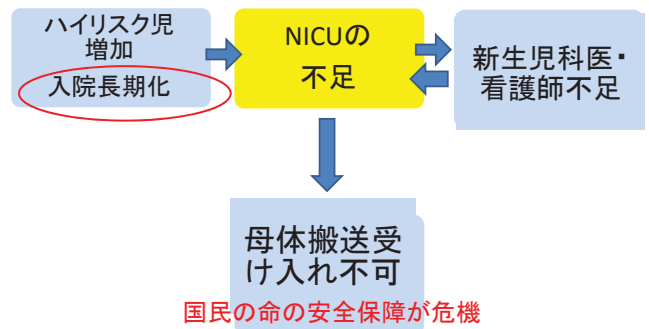 ハイリスク児
増加
入院長期化
NICUの
不足
新生児科医・
看護師不足
母体搬送受
け入れ不可
国民の命の安全保障が危機